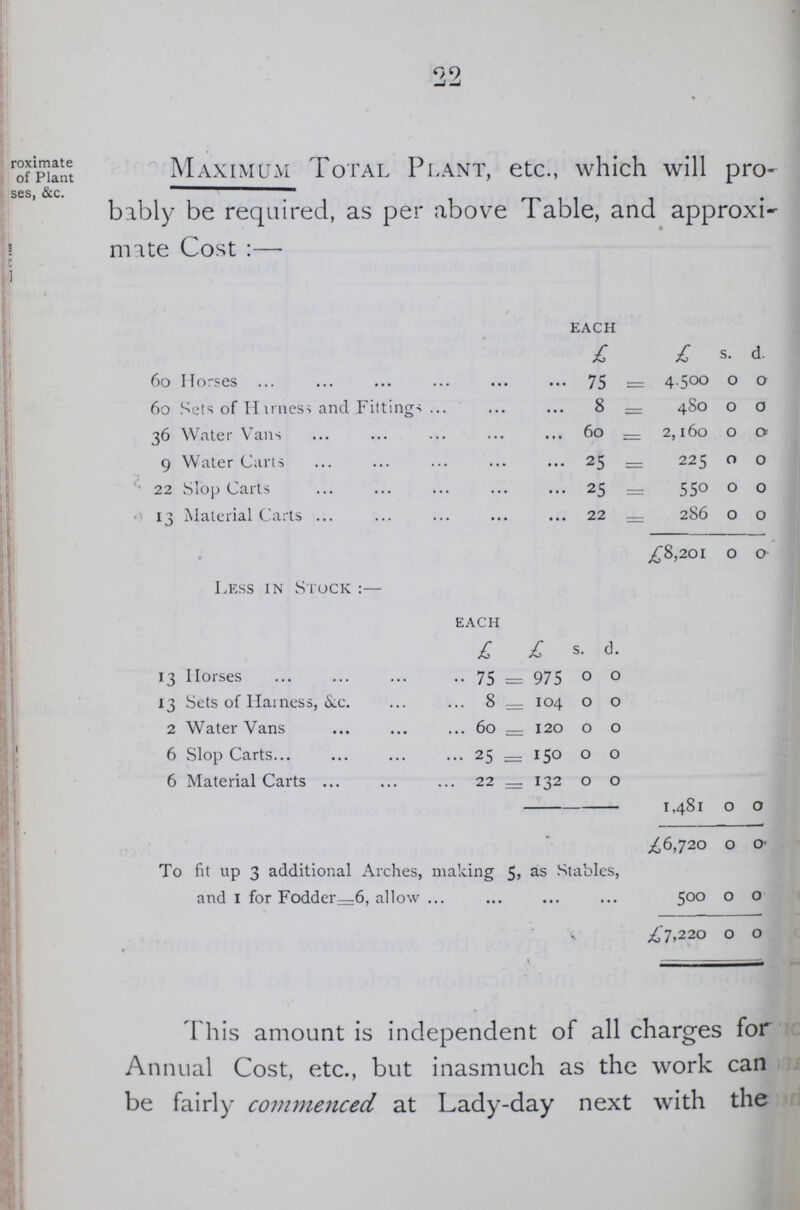 22
roximate
of Plant
ses, &c.
Maximum Total Plant, etc., which will pro-
bably be required, as per above Table, and approxi-
mate Cost :—
EACH
£ £ s. d.
60 Horses ... ... ... ... ... ... 75 = 4.500 0 0
60 Sets of Harness and Fittings ... ... ... 8 = 480 0 0
36 Water Vans ... ... ... ... ... 60 = 2,160 0 0
9 Water Carts ... ... ... ... ... 25 = 225 0 0
22 Slop Carts ... ... ... ... ... 25 = 550 0 0
13 Material Carts ... ... ... ... ... 22 = 286 0 0
£8,201 0 0
Less in Stock :—
EACH
£ £ s. d.
13 Horses ... ... ... .. 75 = 975 0 0
13 Sets of Harness, &c. ... ... 8 = 104 0 0
2 Water Vans ... ... ... 60 = 120 0 0
6 Slop Carts... ... ... ... 25 = 150 0 0
6 Material Carts ... ... ... 22 = 132 0 0
1,481 0 0
£6,720 0 0
To fit up 3 additional Arches, making 5, as Stables,
and 1 for Fodder=6, allow ... ... ... ... 500 0 0
£7,220 0 0
This amount is independent of all charges for
Annual Cost, etc., but inasmuch as the work can
be fairly commenced at Lady-day next with the